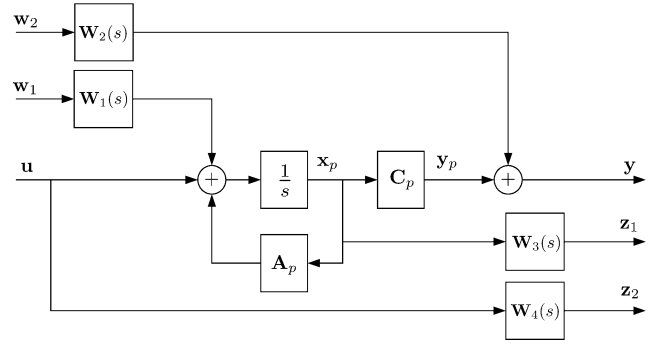 w₂
W₂(s)
w₁
W₁(s)
u
+
1/s
xₚ
Cₚ
yₚ
+
y
Aₚ
W₃(s)
z₁
W₄(s)
z₂